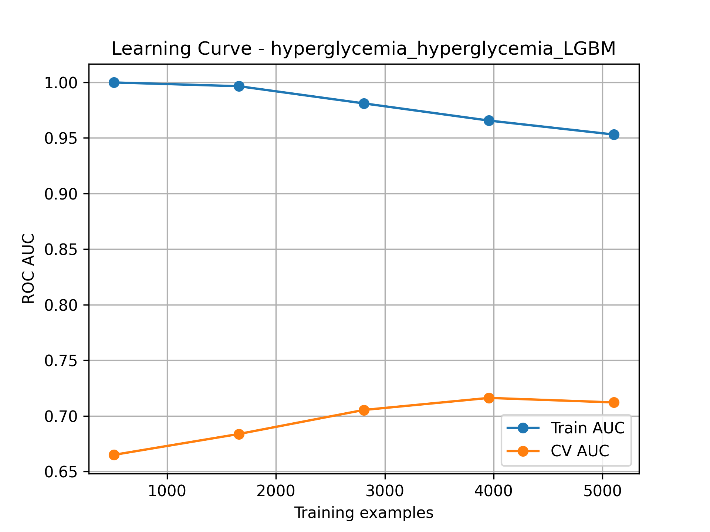 Learning Curve - hyperglycemia_hyperglycemia_LGBM
1.00
0.95
0.90
0.85
0.80
0.75
0.70
0.65
ROC AUC
Train AUC
CV AUC
1000 2000 3000 4000 5000
Training examples